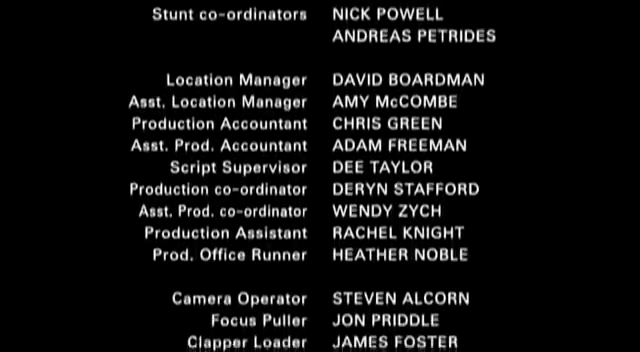 Stunt co-ordinators NICK POWELL
ANDREAS PETRIDES
Location Manager DAVID BOARDMAN
Asst. Location Manager AMY McCOMBE
Production Accountant CHRIS GREEN
Asst. Prod. Accountant ADAM FREEMAN
Script Supervisor DEE TAYLOR
Production co-ordinator DERYN STAFFORD
Asst. Prod. co-ordinator WENDY ZYCH
Production Assistant RACHEL KNIGHT
Prod. Office Runner HEATHER NOBLE
Camera Operator STEVEN ALCORN
Focus Puller JON PRIDDLE
Clapper Loader JAMES FOSTER